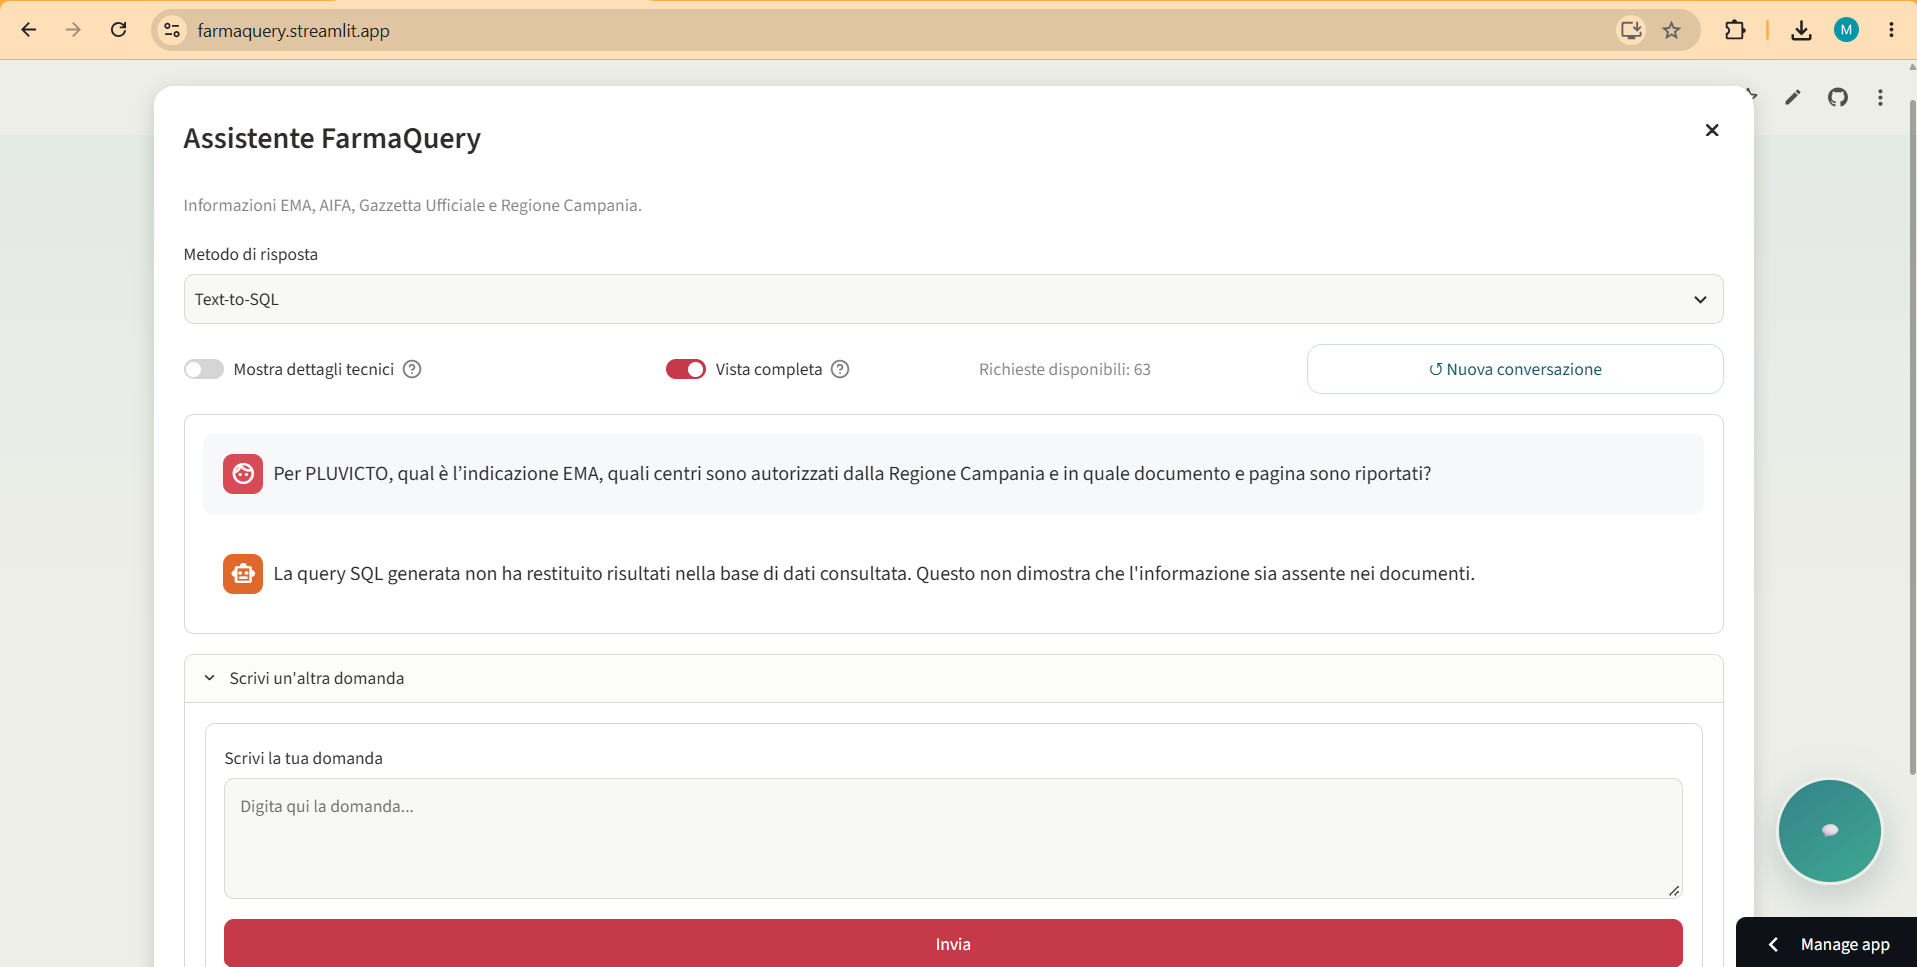 farmaquery.streamlit.app
M
Assistente FarmaQuery
Informazioni EMA, AIFA, Gazzetta Ufficiale e Regione Campania.
Metodo di risposta
Text-to-SQL
Mostra dettagli tecnici
Vista completa
Richieste disponibili: 63
↺ Nuova conversazione
Per PLUVICTO, qual è l’indicazione EMA, quali centri sono autorizzati dalla Regione Campania e in quale documento e pagina sono riportati?
La query SQL generata non ha restituito risultati nella base di dati consultata. Questo non dimostra che l'informazione sia assente nei documenti.
Scrivi un'altra domanda
Scrivi la tua domanda
Digita qui la domanda...
Invia
Manage app